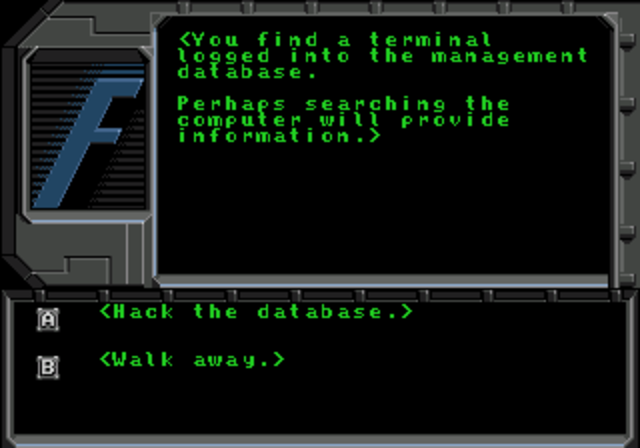 F
<You find a terminal
logged into the management
database.
Perhaps searching the
computer will provide
information.>
A <Hack the database.>
B <Walk away.>